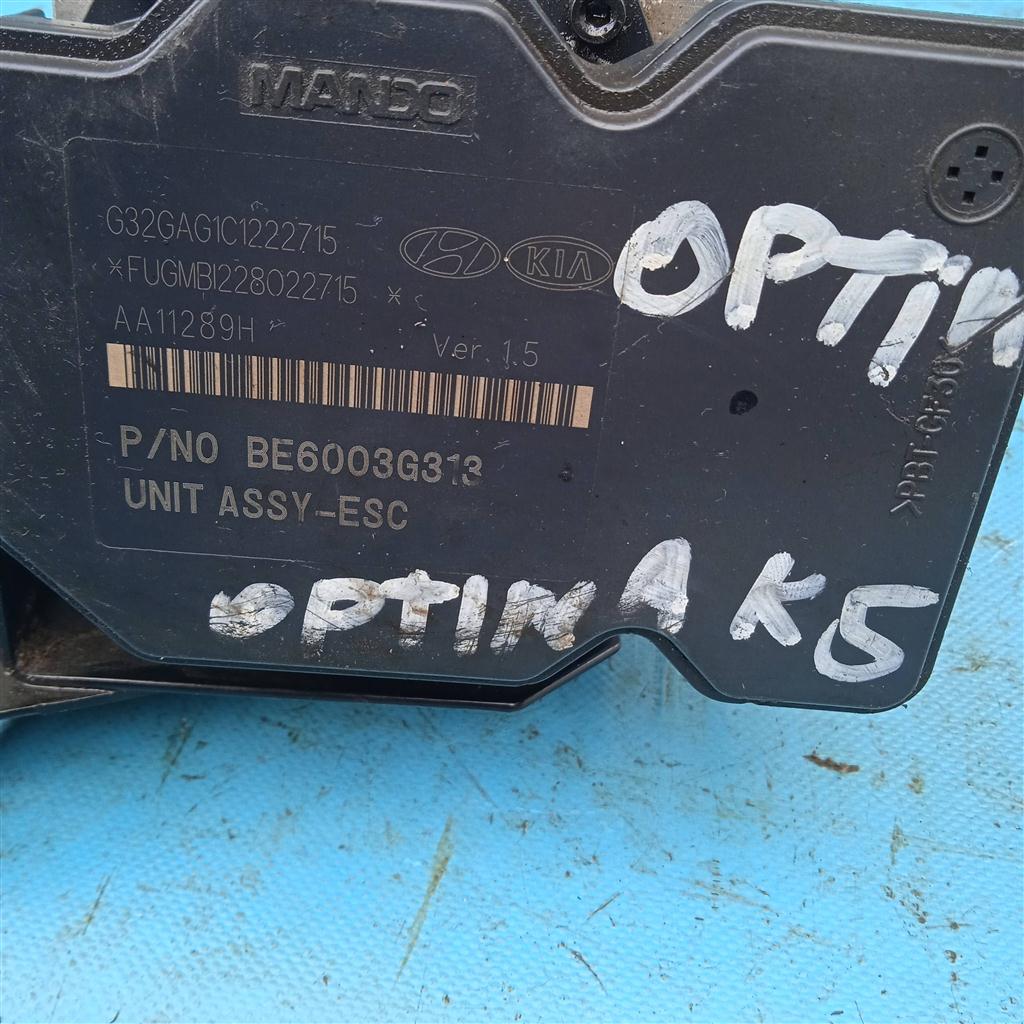 MANDO
G32GAG1C1222715
*FUGMBI228022715 *
AA11289H Ver. 1.5
KIA
P/NO BE6003G313
UNIT ASSY-ESC
OPTIM
>PBT-GF30<
OPTIMA K5